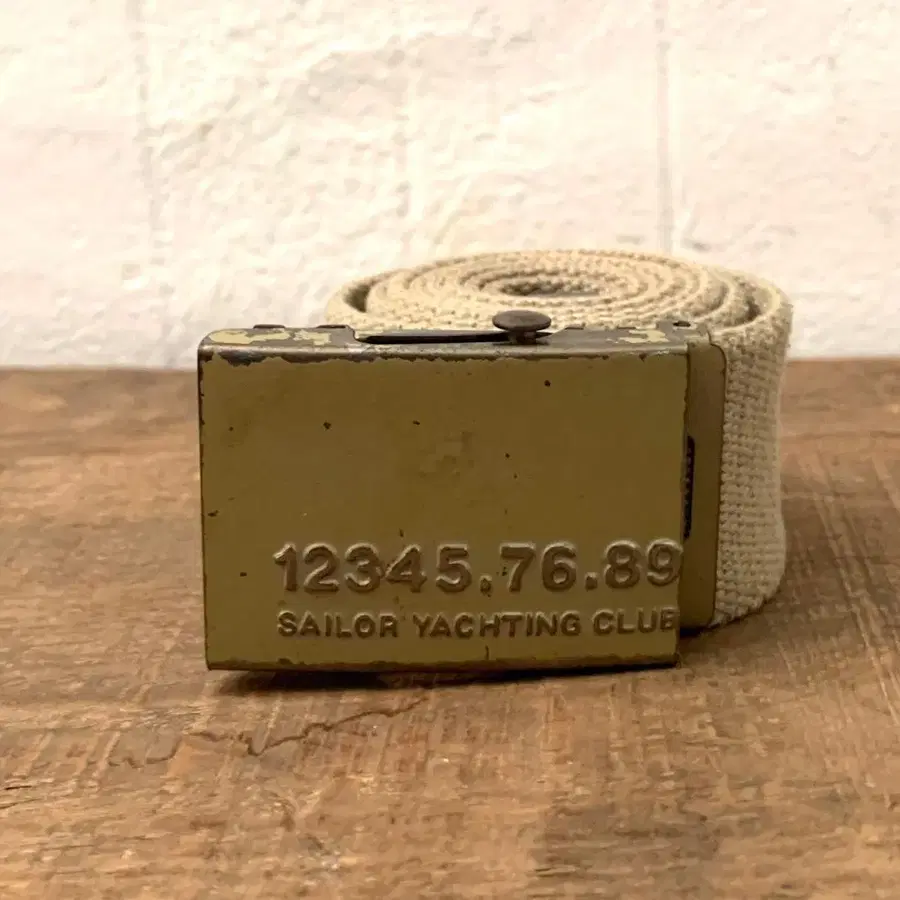 12345.76.89
SAILOR YACHTING CLUB